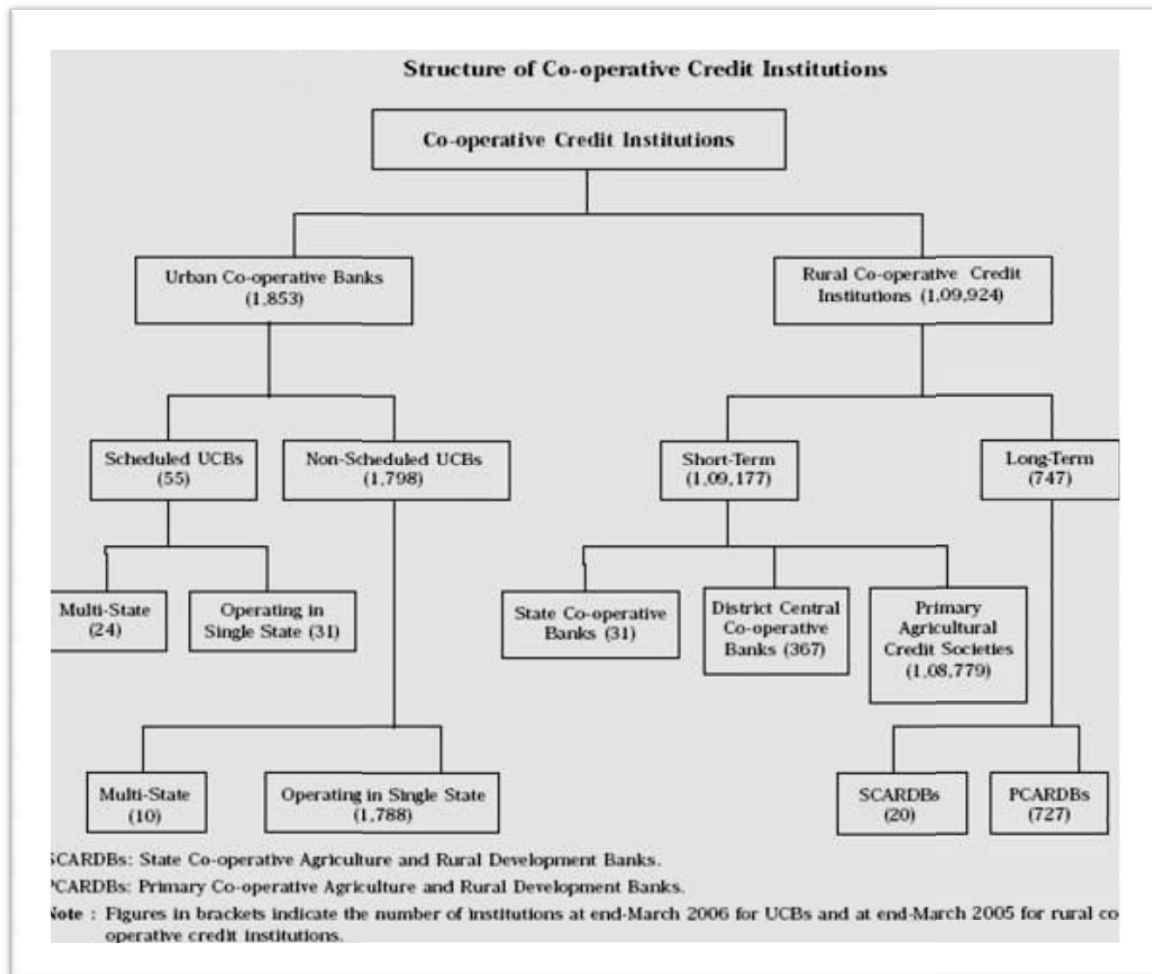 Structure of Co-operative Credit Institutions
Co-operative Credit Institutions
Urban Co-operative Banks
(1,853)
Rural Co-operative Credit
Institutions (1,09,924)
Scheduled UCBs
(55)
Non-Scheduled UCBs
(1,798)
Short-Term
(1,09,177)
Long-Term
(747)
Multi-State
(24)
Operating in
Single State (31)
State Co-operative
Banks (31)
District Central
Co-operative
Banks (367)
Primary
Agricultural
Credit Societies
(1,08,779)
Multi-State
(10)
Operating in Single State
(1,788)
SCARDBs
(20)
PCARDBs
(727)
SCARDBs: State Co-operative Agriculture and Rural Development Banks.
PCARDBs: Primary Co-operative Agriculture and Rural Development Banks.
Note : Figures in brackets indicate the number of institutions at end-March 2006 for UCBs and at end-March 2005 for rural co
operative credit institutions.